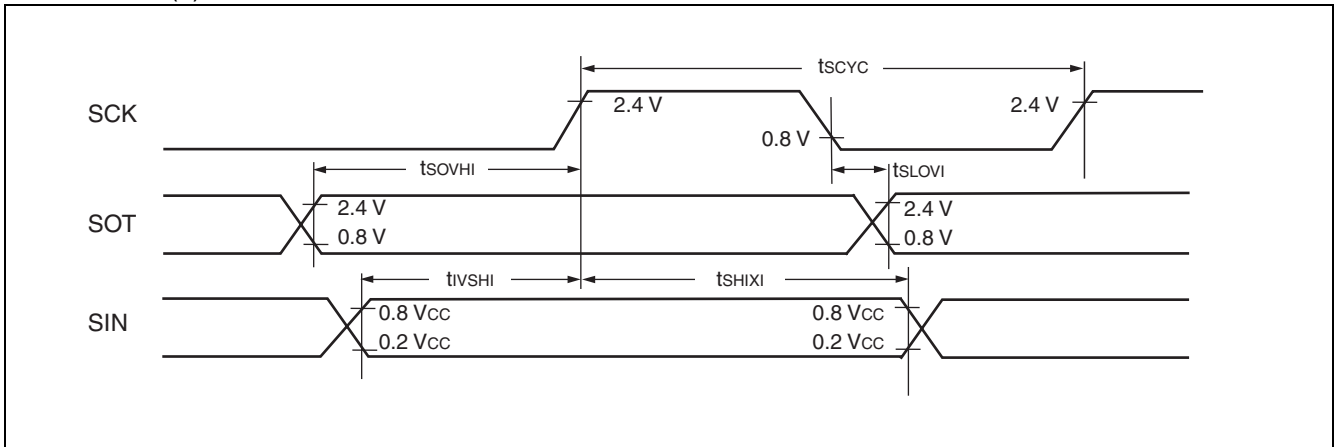 tSCYC
SCK
2.4 V
2.4 V
0.8 V
tSOVHI
tSLOVI
SOT
2.4 V
2.4 V
0.8 V
0.8 V
tIVSHI
tSHIXI
SIN
0.8 VCC
0.8 VCC
0.2 VCC
0.2 VCC